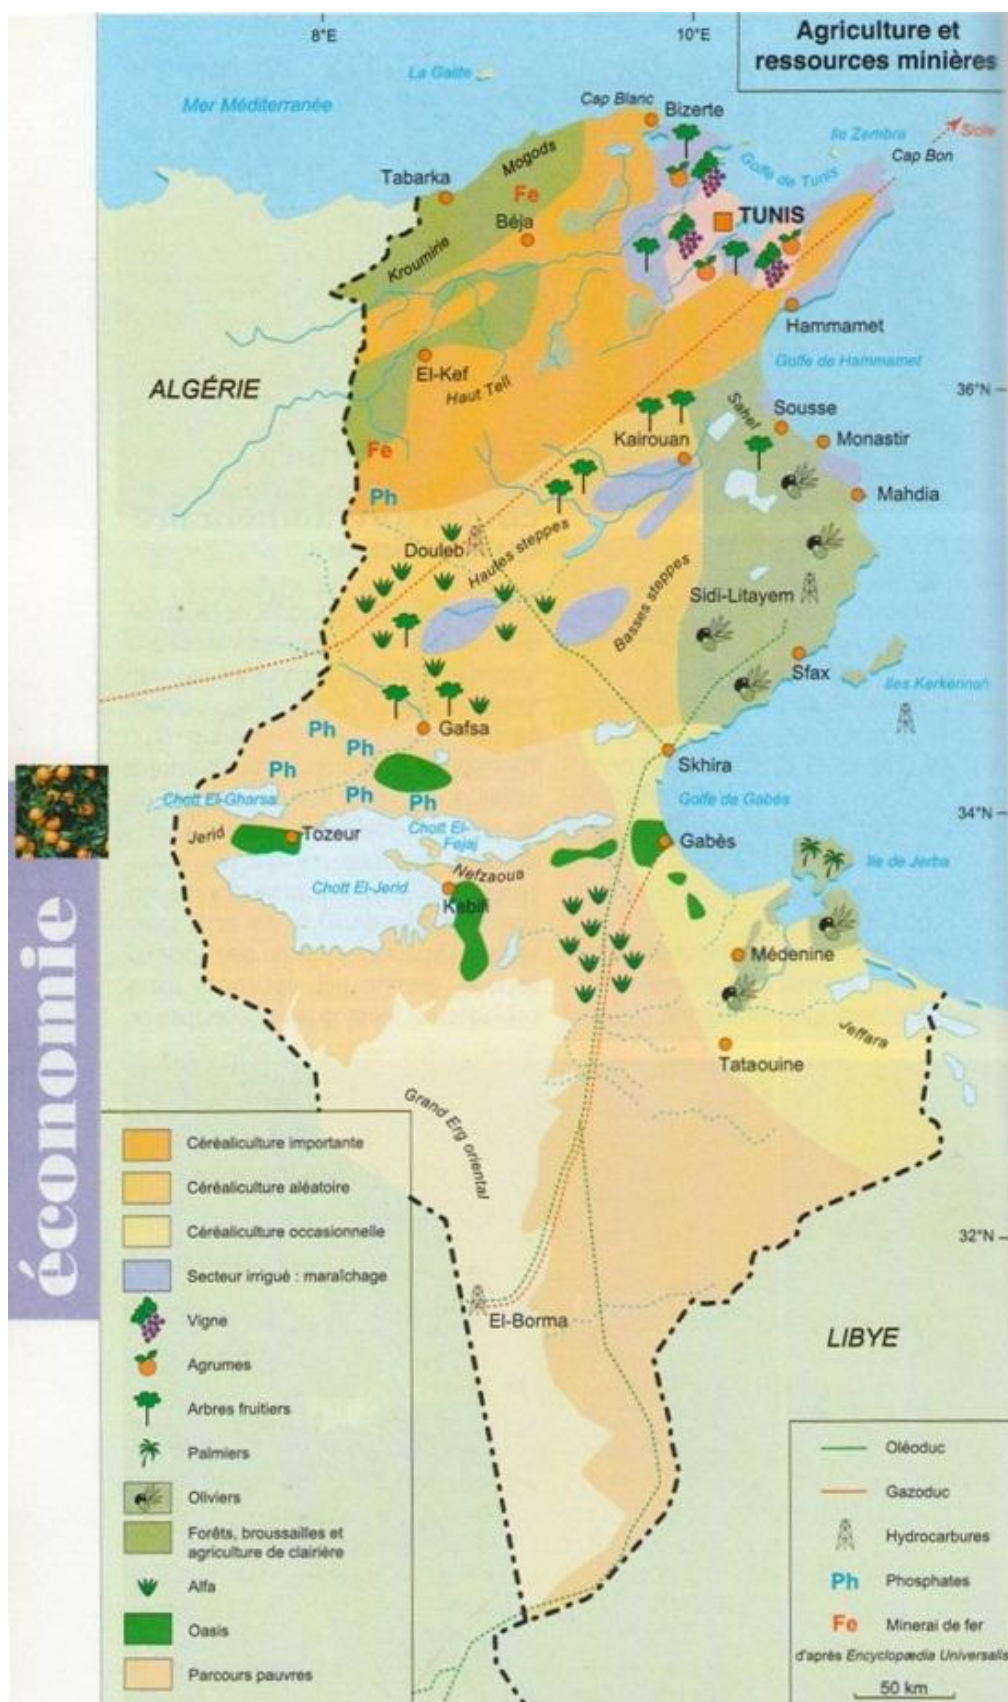 8°E
10°E
Agriculture et
ressources minières
La Galite
Mer Méditerranée
Cap Blanc
Bizerte
Ile Zembra
Sicile
Cap Bon
Golfe de Tunis
Mogods
Tabarka
Fe
TUNIS
Béja
Kroumirie
Hammamet
Golfe de Hammamet
El-Kef
ALGÉRIE
Haut Tell
36°N
Sahel
Sousse
Kairouan
Monastir
Fe
Ph
Mahdia
Douleb
Hautes steppes
Basses steppes
Sidi-Litayem
Sfax
Iles Kerkennah
Gafsa
Ph
Ph
Skhira
Ph
Ph
Ph
Chott El-Gharsa
Golfe de Gabès
34°N
Jerid
Tozeur
Chott El-
Fejaj
Gabès
Ile de Jerba
Nefzaoua
Chott El-Jerid
Kebili
Médenine
Jeffara
Tataouine
Grand Erg oriental
32°N
El-Borma
LIBYE
économie
Céréaliculture importante
Céréaliculture aléatoire
Céréaliculture occasionnelle
Secteur irrigué : maraîchage
Vigne
Agrumes
Arbres fruitiers
Palmiers
Oliviers
Forêts, broussailles et
agriculture de clairière
Alfa
Oasis
Parcours pauvres
Oléoduc
Gazoduc
Hydrocarbures
Ph Phosphates
Fe Minerai de fer
d'après Encyclopædia Universalis
50 km